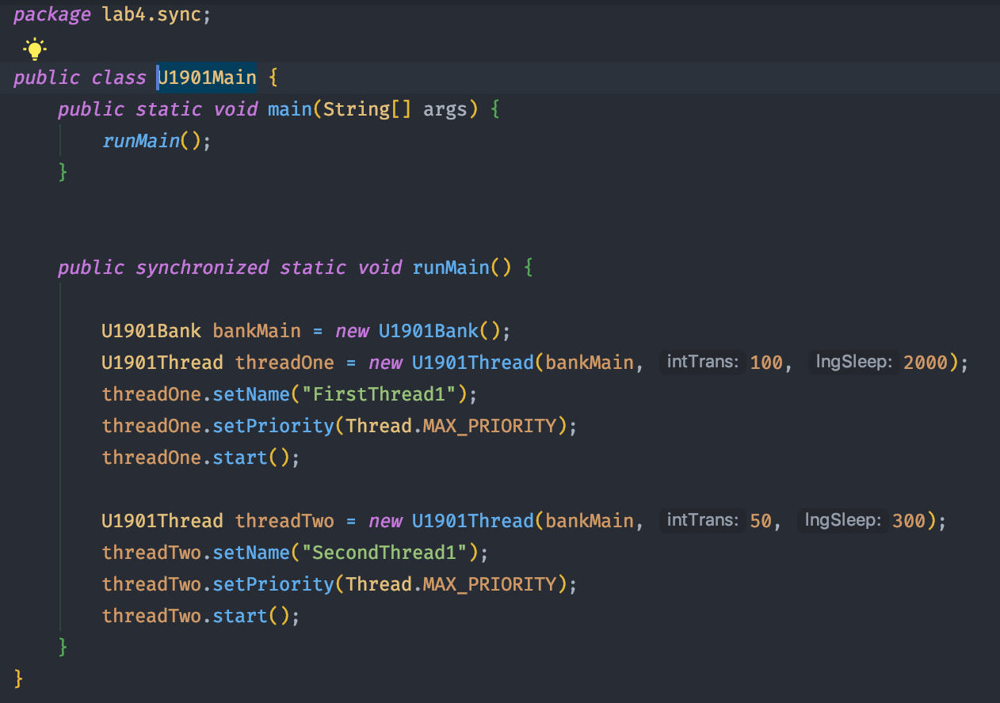 package lab4.sync;
public class U1901Main {
public static void main(String[] args) {
runMain();
}
public synchronized static void runMain() {
U1901Bank bankMain = new U1901Bank();
U1901Thread threadOne = new U1901Thread(bankMain, intTrans: 100, lngSleep: 2000);
threadOne.setName("FirstThread1");
threadOne.setPriority(Thread.MAX_PRIORITY);
threadOne.start();
U1901Thread threadTwo = new U1901Thread(bankMain, intTrans: 50, lngSleep: 300);
threadTwo.setName("SecondThread1");
threadTwo.setPriority(Thread.MAX_PRIORITY);
threadTwo.start();
}
}